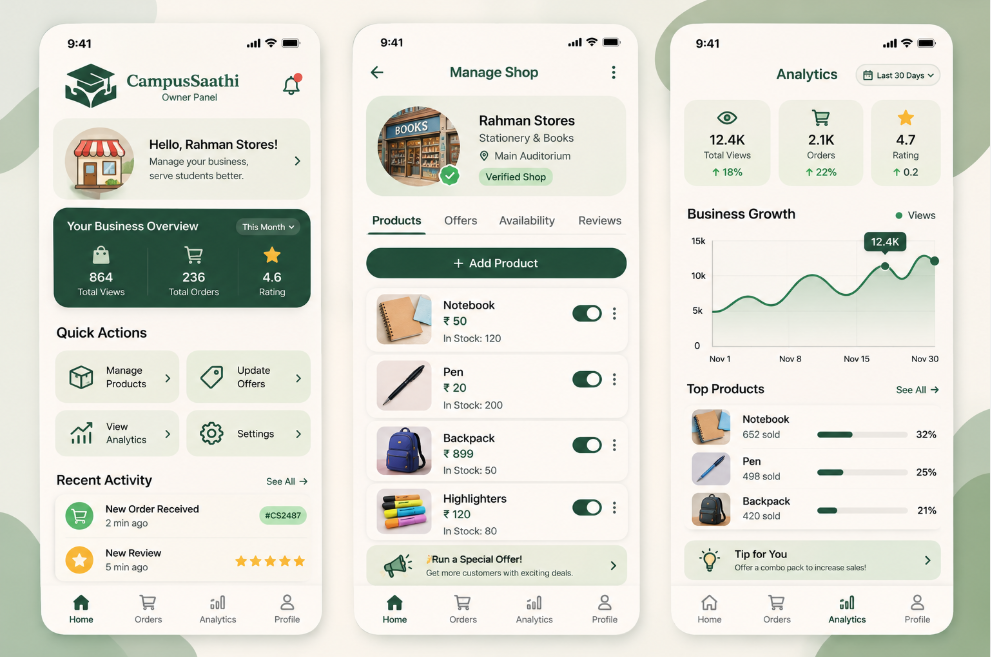 9:41
CampusSaathi
Owner Panel
Hello, Rahman Stores!
Manage your business,
serve students better.
Your Business Overview
This Month
864
Total Views
236
Total Orders
4.6
Rating
Quick Actions
Manage
Products
Update
Offers
View
Analytics
Settings
Recent Activity
See All →
New Order Received
2 min ago
#CS2487
New Review
5 min ago
Home
Orders
Analytics
Profile
9:41
Manage Shop
BOOKS
Rahman Stores
Stationery & Books
Main Auditorium
Verified Shop
Products
Offers
Availability
Reviews
+ Add Product
Notebook
₹ 50
In Stock: 120
Pen
₹ 20
In Stock: 200
Backpack
₹ 899
In Stock: 50
Highlighters
₹ 120
In Stock: 80
Run a Special Offer!
Get more customers with exciting deals.
Home
Orders
Analytics
Profile
9:41
Analytics
Last 30 Days
12.4K
Total Views
↑ 18%
2.1K
Orders
↑ 22%
4.7
Rating
↑ 0.2
Business Growth
Views
15k
10k
5k
0
12.4K
Nov 1
Nov 8
Nov 15
Nov 30
Top Products
See All →
Notebook
652 sold
32%
Pen
498 sold
25%
Backpack
420 sold
21%
Tip for You
Offer a combo pack to increase sales!
Home
Orders
Analytics
Profile